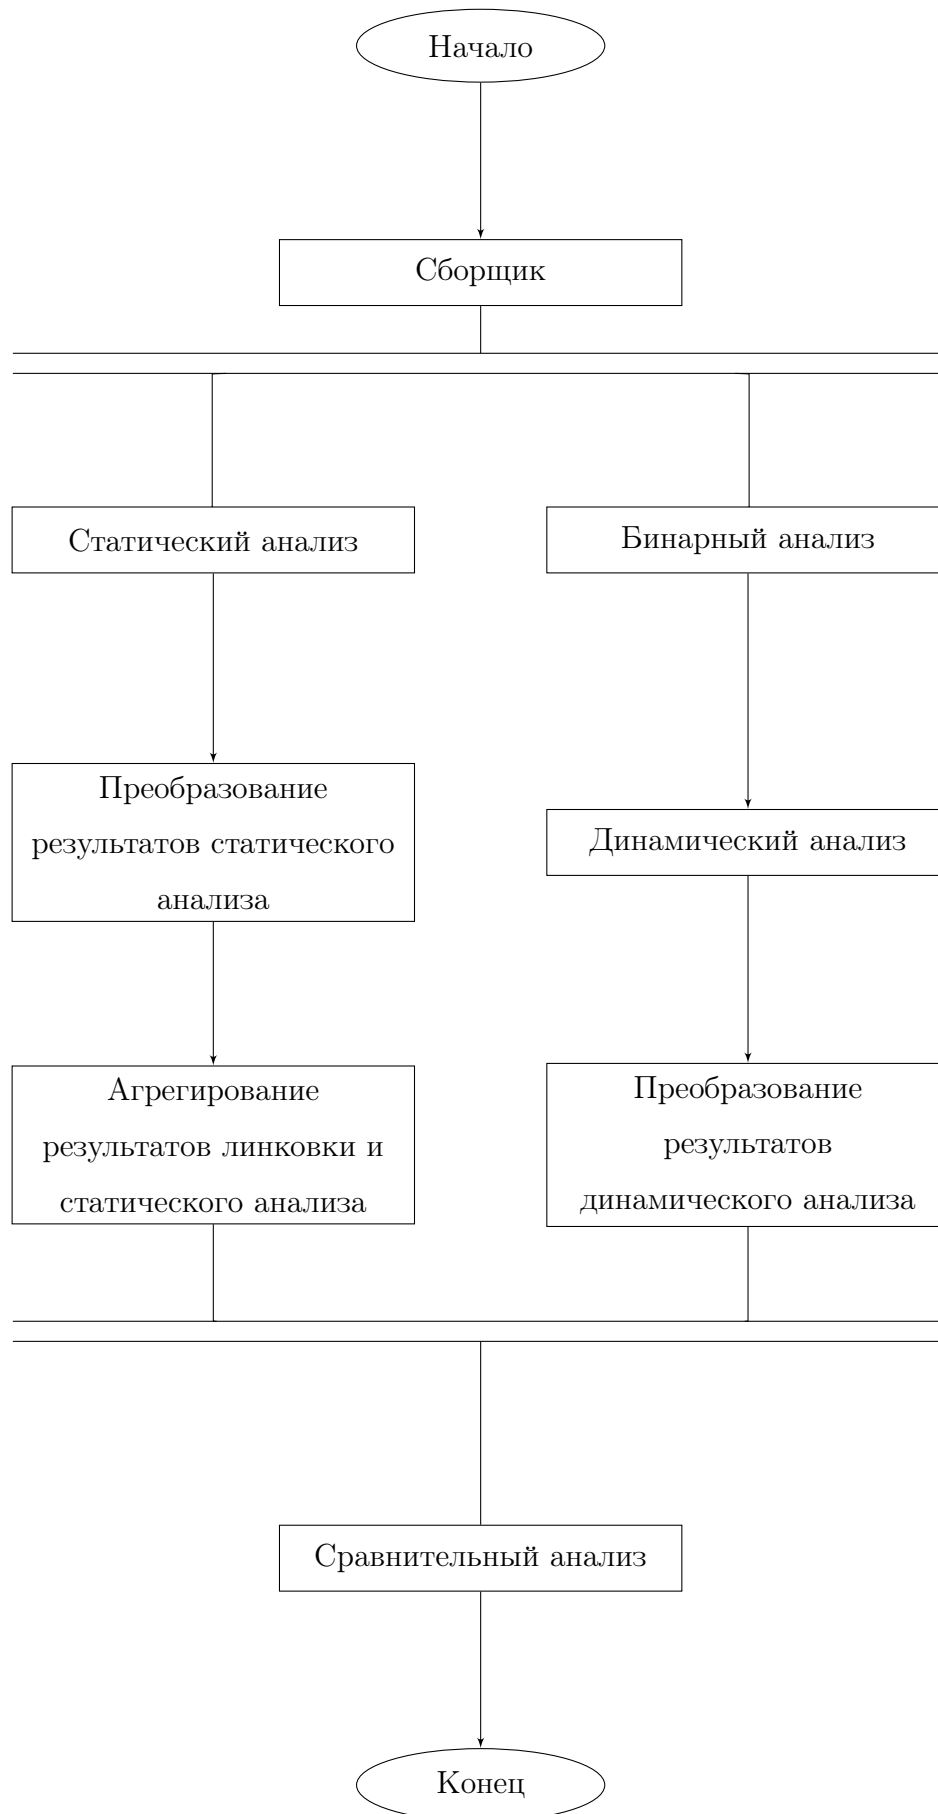 Начало
Сборщик
Статический анализ
Бинарный анализ
Преобразование
результатов статического
анализа
Динамический анализ
Агрегирование
результатов линковки и
статического анализа
Преобразование
результатов
динамического анализа
Сравнительный анализ
Конец